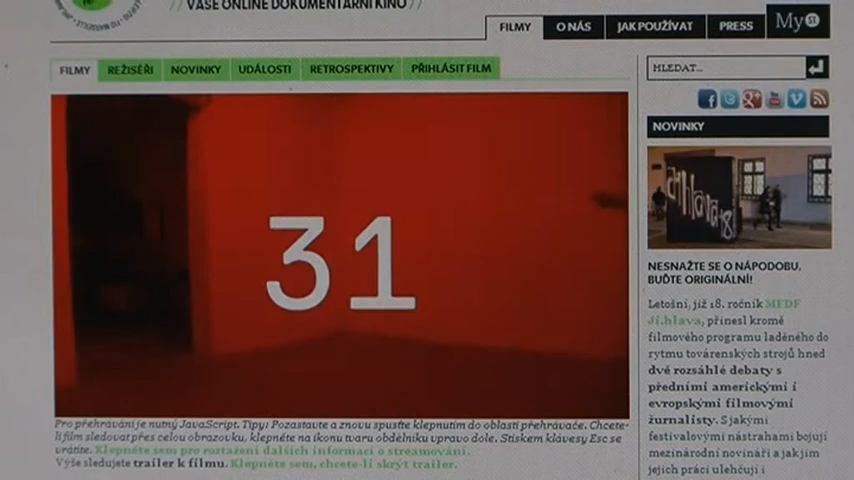 // VAŠE ONLINE DOKUMENTÁRNÍ KINO //
FILMY O NÁS JAK POUŽÍVAT PRESS My
FILMY REŽISÉŘI NOVINKY UDÁLOSTI RETROSPEKTIVY PŘIHLÁSIT FILM
HLEDAT...
31
Pro přehrávání je nutný JavaScript. Tipy: Pozastavte a znovu spusťte klepnutím do oblasti přehrávače. Chcete-
li film sledovat přes celou obrazovku, klepněte na ikonu tvaru obdélníku vpravo dole. Stiskem klávesy Esc se
vrátíte. Klepněte sem pro roztažení dalších informací o streamování.
Výše sledujete trailer k filmu. Klepněte sem, chcete-li skrýt trailer.
NOVINKY
NESNAŽTE SE O NÁPODOBU,
BUĎTE ORIGINÁLNÍ!
Letošní, již 18. ročník MFDF
Ji.hlava, přinesl kromě
filmového programu laděného do
rytmu továrenských strojů hned
dvě rozsáhlé debaty s
předními americkými i
evropskými filmovými
žurnalisty. S jakými
festivalovými nástrahami bojují
mezinárodní novináři a jak jim
jejich práci ulehčují i